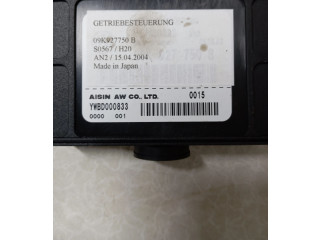 GETRIEBESTEUERUNG
09K927750 B
S0567 / H20
AN2 / 15.04.2004
Made in Japan
AISIN AW CO., LTD. 0015
YWBD000833
0000 001